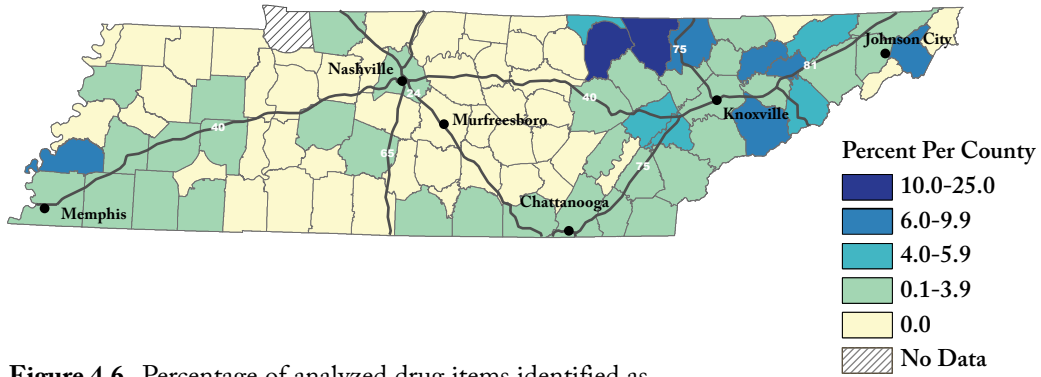 Johnson City
75
81
Nashville
24
40
Knoxville
Murfreesboro
40
65
75
Chattanooga
Memphis
Percent Per County
10.0-25.0
6.0-9.9
4.0-5.9
0.1-3.9
0.0
No Data
Figure 4.6 Percentage of analyzed drug items identified as